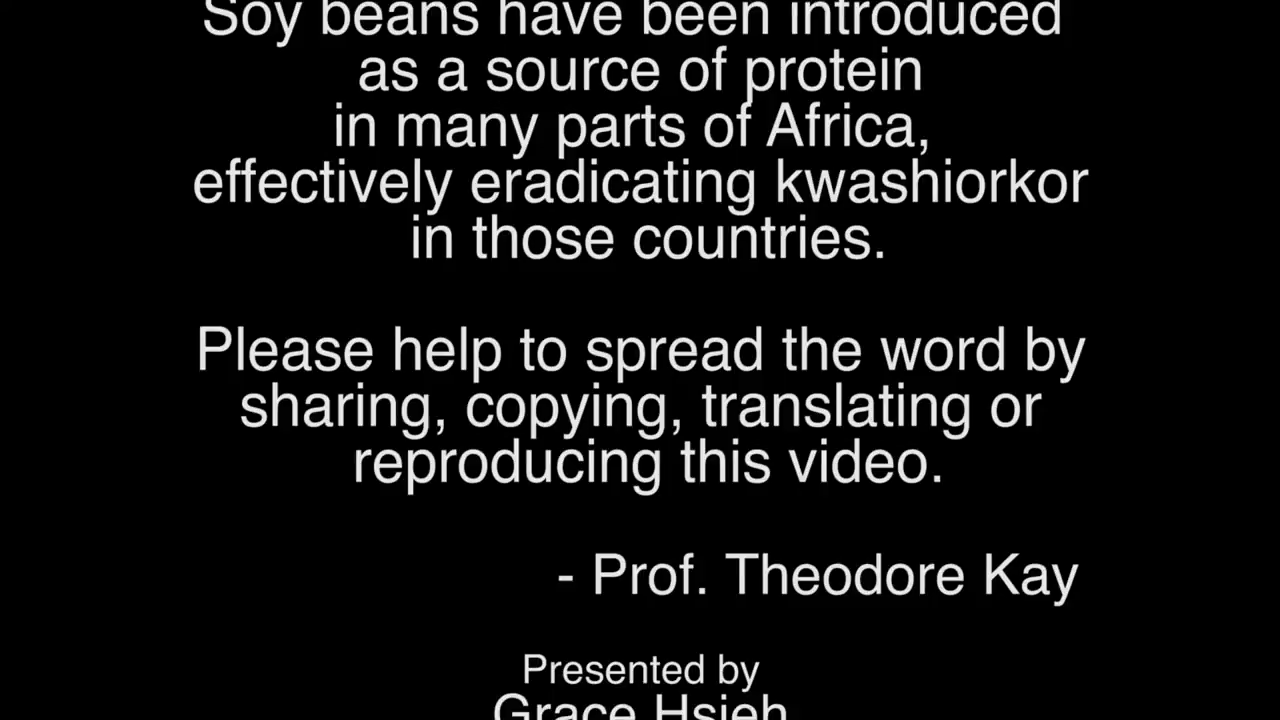 Soy beans have been introduced
as a source of protein
in many parts of Africa,
effectively eradicating kwashiorkor
in those countries.
Please help to spread the word by
sharing, copying, translating or
reproducing this video.
- Prof. Theodore Kay
Presented by
Grace Hsieh